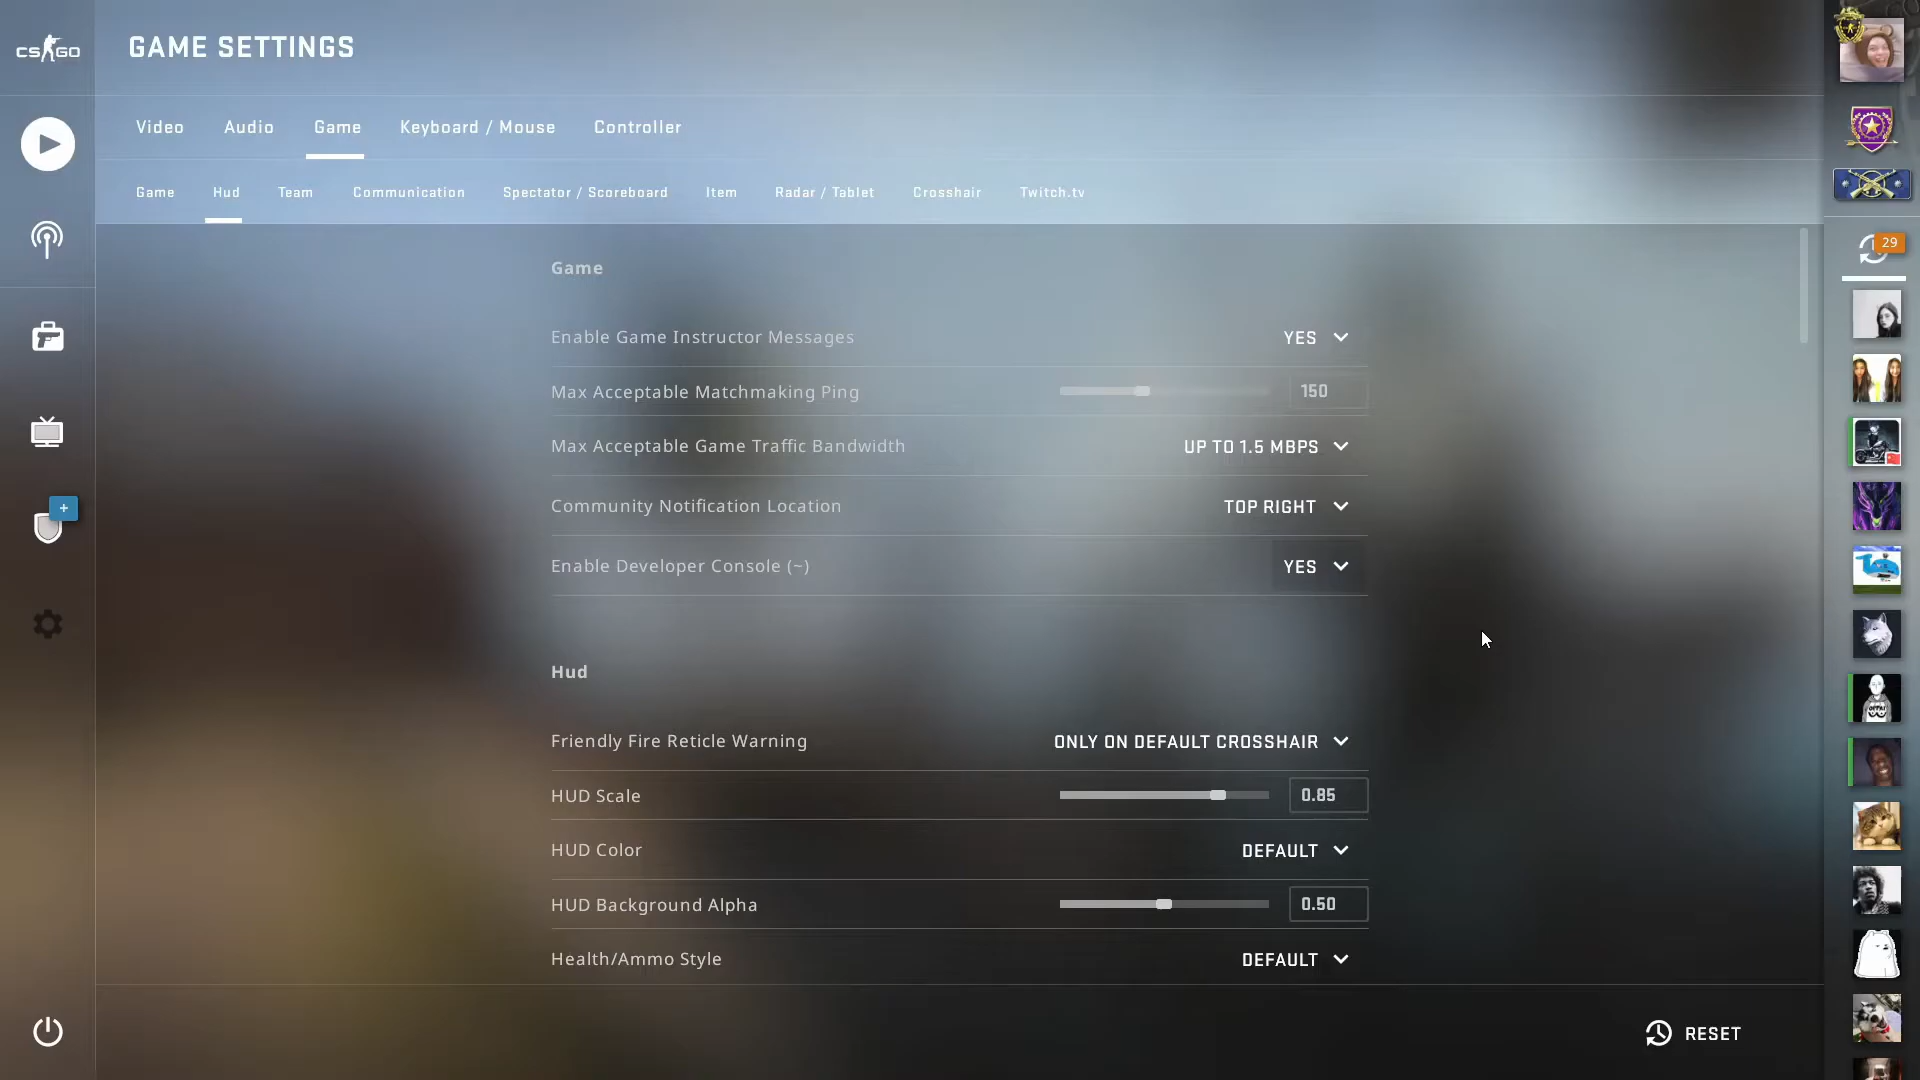 CS GO
GAME SETTINGS
Video Audio Game Keyboard / Mouse Controller
Game Hud Team Communication Spectator / Scoreboard Item Radar / Tablet Crosshair Twitch.tv
29
Game
Enable Game Instructor Messages YES
Max Acceptable Matchmaking Ping 150
Max Acceptable Game Traffic Bandwidth UP TO 1.5 MBPS
Community Notification Location TOP RIGHT
+
Enable Developer Console (~) YES
Hud
Friendly Fire Reticle Warning ONLY ON DEFAULT CROSSHAIR
HUD Scale 0.85
HUD Color DEFAULT
HUD Background Alpha 0.50
Health/Ammo Style DEFAULT
RESET